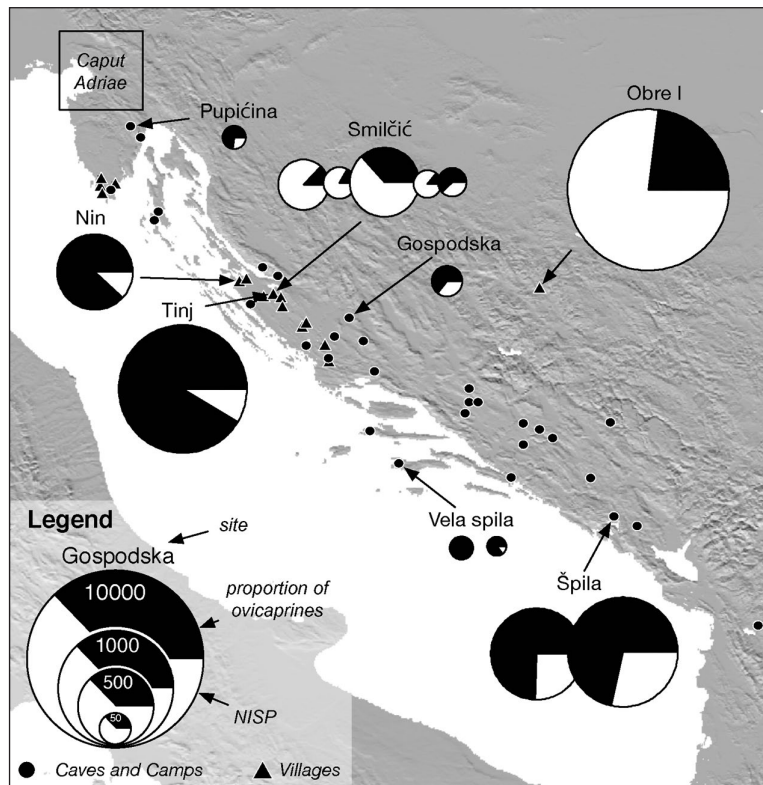 Caput
Adriae
Pupićina
Smilčić
Obre I
Nin
Gospodska
Tinj
Vela spila
Špila
Legend
site
Gospodska
10000
proportion of
ovicaprines
1000
500
50
NISP
Caves and Camps
Villages